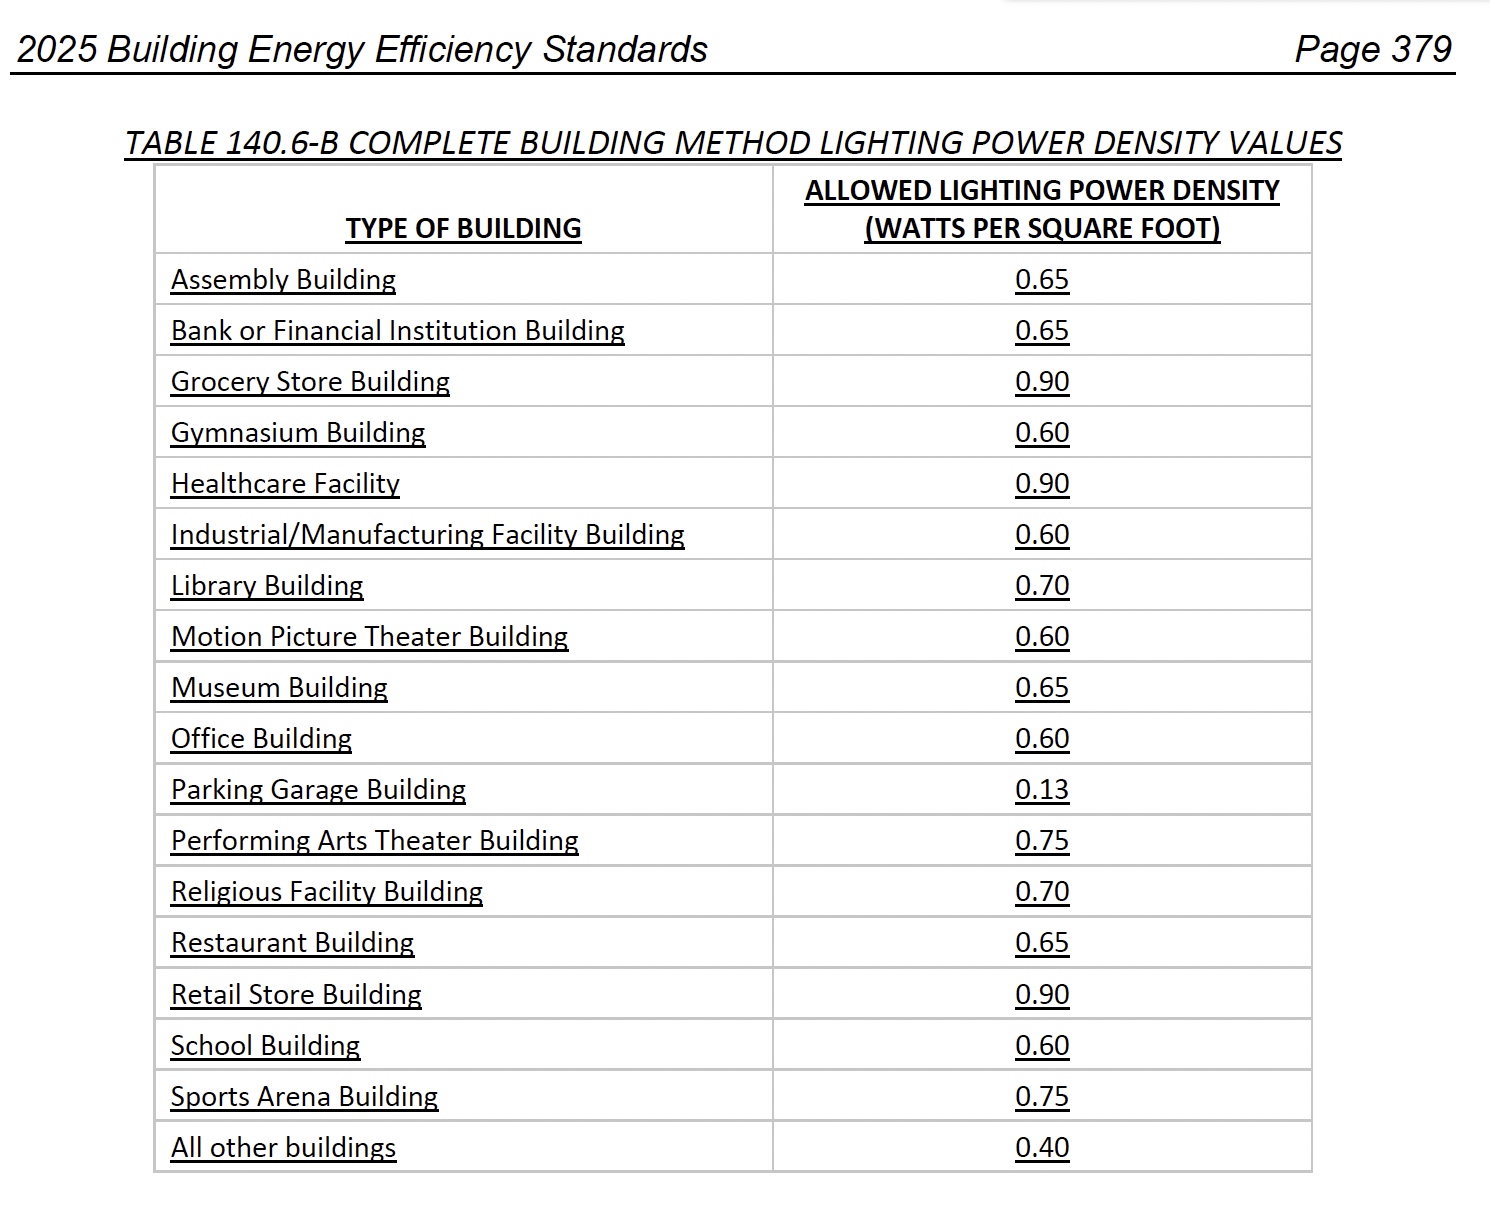 2025 Building Energy Efficiency Standards Page 379
TABLE 140.6-B COMPLETE BUILDING METHOD LIGHTING POWER DENSITY VALUES
TYPE OF BUILDING ALLOWED LIGHTING POWER DENSITY
(WATTS PER SQUARE FOOT)
Assembly Building 0.65
Bank or Financial Institution Building 0.65
Grocery Store Building 0.90
Gymnasium Building 0.60
Healthcare Facility 0.90
Industrial/Manufacturing Facility Building 0.60
Library Building 0.70
Motion Picture Theater Building 0.60
Museum Building 0.65
Office Building 0.60
Parking Garage Building 0.13
Performing Arts Theater Building 0.75
Religious Facility Building 0.70
Restaurant Building 0.65
Retail Store Building 0.90
School Building 0.60
Sports Arena Building 0.75
All other buildings 0.40